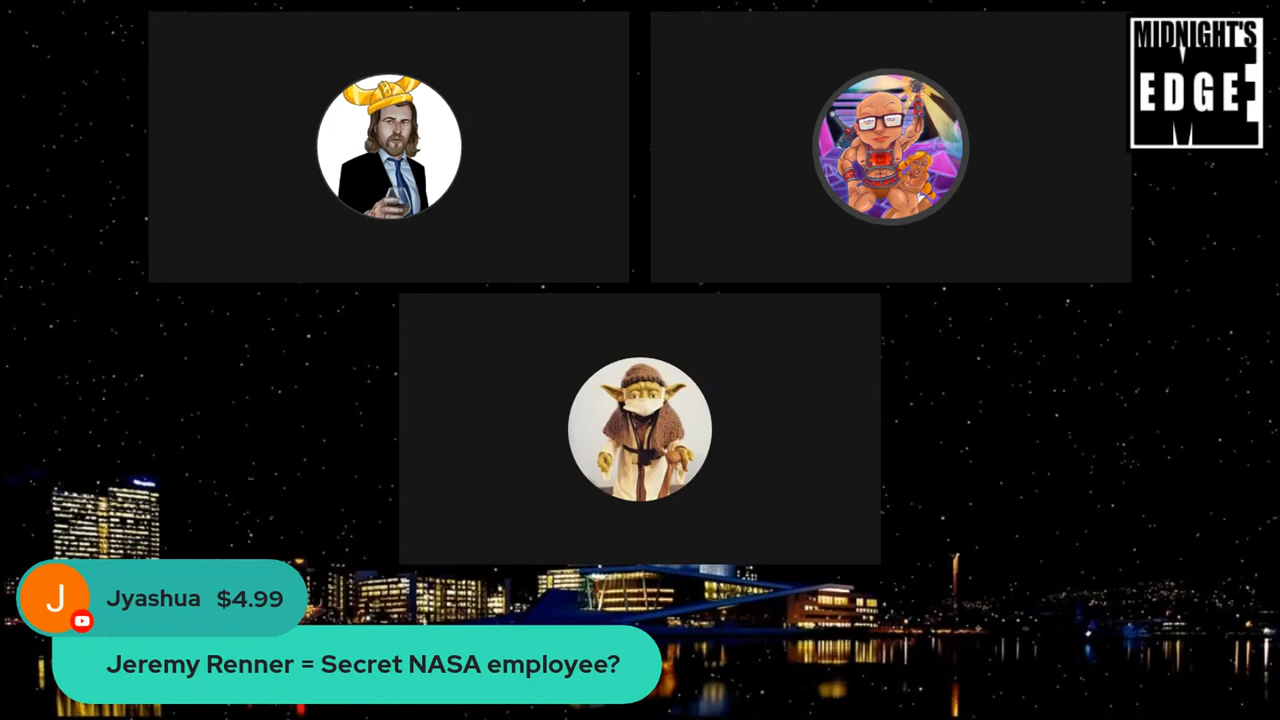 MIDNIGHT'S
EDGE
Jyashua $4.99
J
Jeremy Renner = Secret NASA employee?